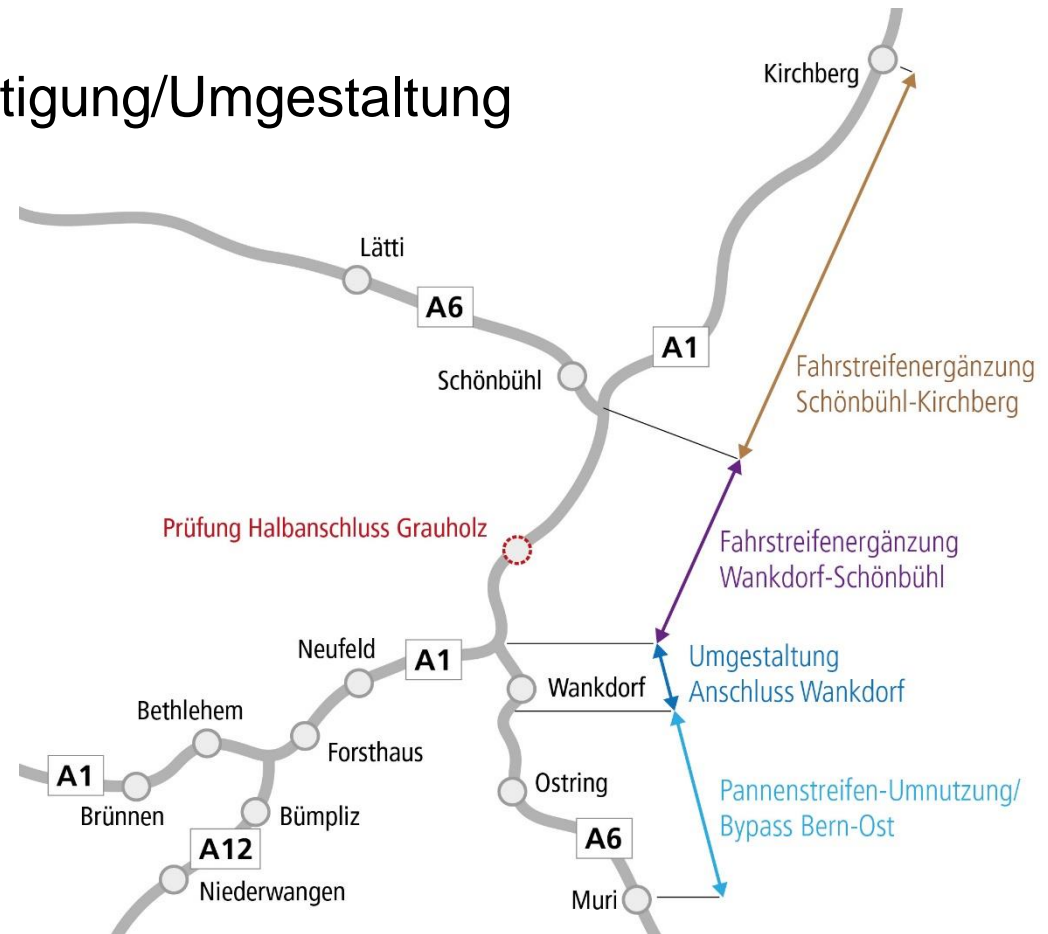 tigung/Umgestaltung
Kirchberg
Lätti
A6
A1
Schönbühl
Fahrstreifenergänzung
Schönbühl-Kirchberg
Prüfung Halbanschluss Grauholz
Fahrstreifenergänzung
Wankdorf-Schönbühl
Neufeld
A1
Umgestaltung
Anschluss Wankdorf
Wankdorf
Bethlehem
Forsthaus
A1
Brünnen
Bümpliz
Ostring
Pannenstreifen-Umnutzung/
Bypass Bern-Ost
A12
A6
Niederwangen
Muri